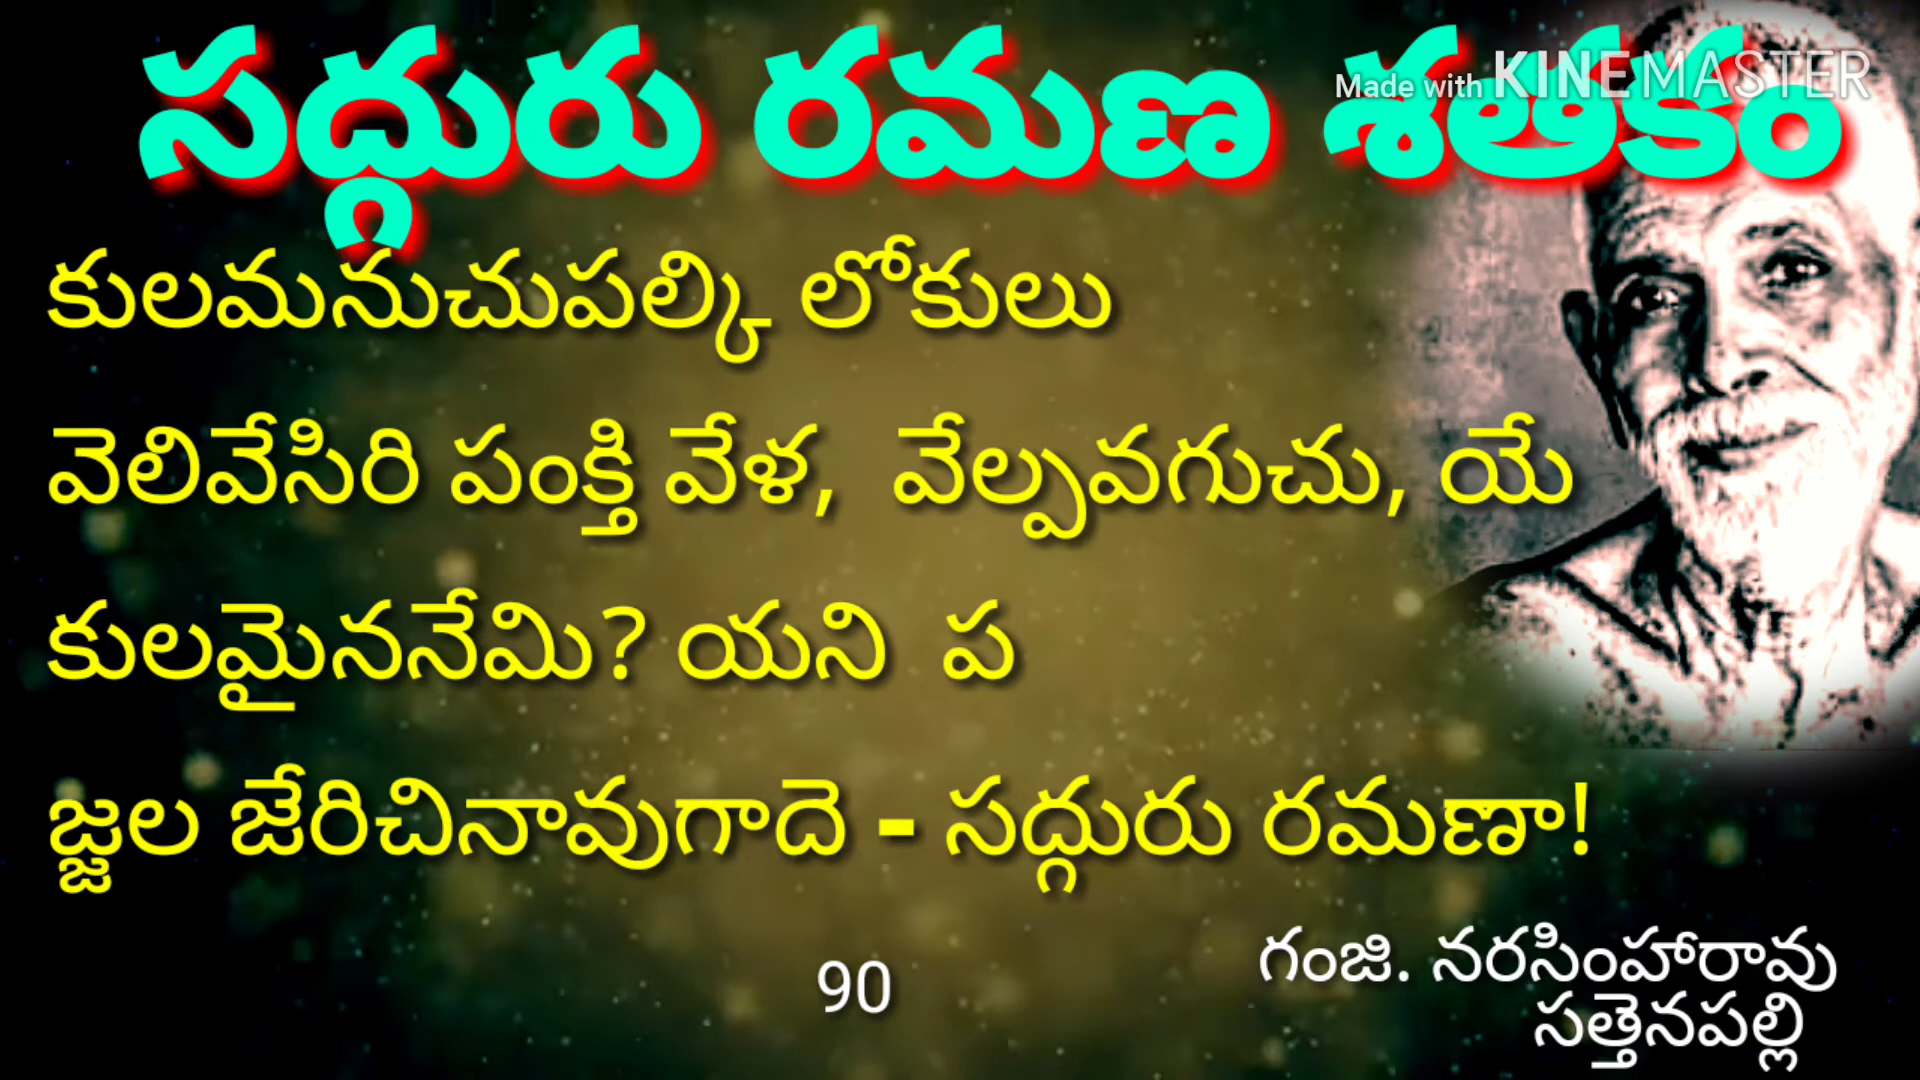 సద్గురు రమణ శతకం
Made with KINEMASTER
కులమనుచుపల్కి లోకులు
వెలివేసిరి పంక్తి వేళ, వేల్పవగుచు, యే
కులమైననేమి? యని ప
జ్జల జేరిచినావుగాదె - సద్గురు రమణా!
90
గంజి. నరసింహారావు
సత్తెనపల్లి